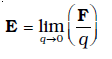 E = lim_{q→0} (F/q)